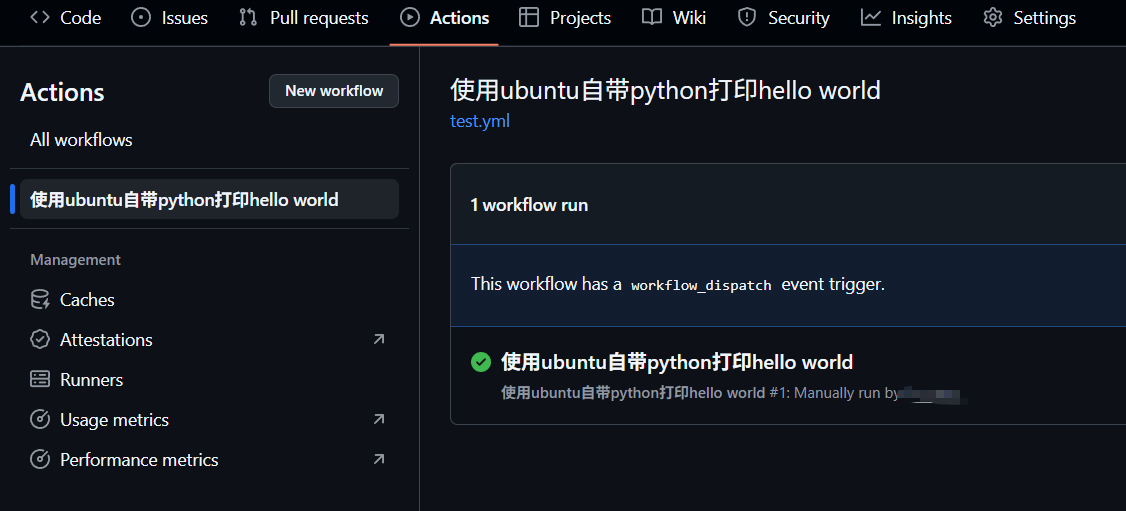 Code Issues Pull requests Actions Projects Wiki Security Insights Settings
Actions
New workflow
All workflows
使用ubuntu自带python打印hello world
Management
Caches
Attestations
Runners
Usage metrics
Performance metrics
使用ubuntu自带python打印hello world
test.yml
1 workflow run
This workflow has a workflow_dispatch event trigger.
使用ubuntu自带python打印hello world
使用ubuntu自带python打印hello world #1: Manually run by